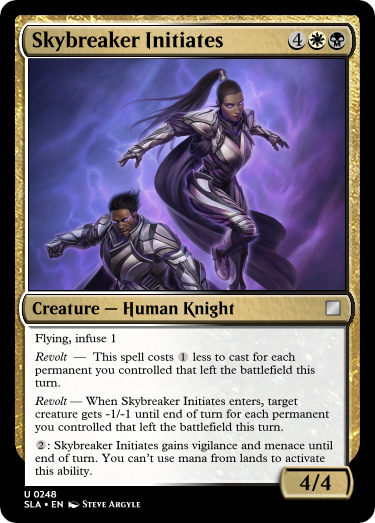 Skybreaker Initiates 4
Creature — Human Knight
Flying, infuse 1
Revolt — This spell costs 1 less to cast for each
permanent you controlled that left the battlefield this
turn.
Revolt — When Skybreaker Initiates enters, target
creature gets -1/-1 until end of turn for each permanent
you controlled that left the battlefield this turn.
2: Skybreaker Initiates gains vigilance and menace until
end of turn. You can't use mana from lands to activate
this ability.
4/4
U 0248
SLA • EN Steve Argyle